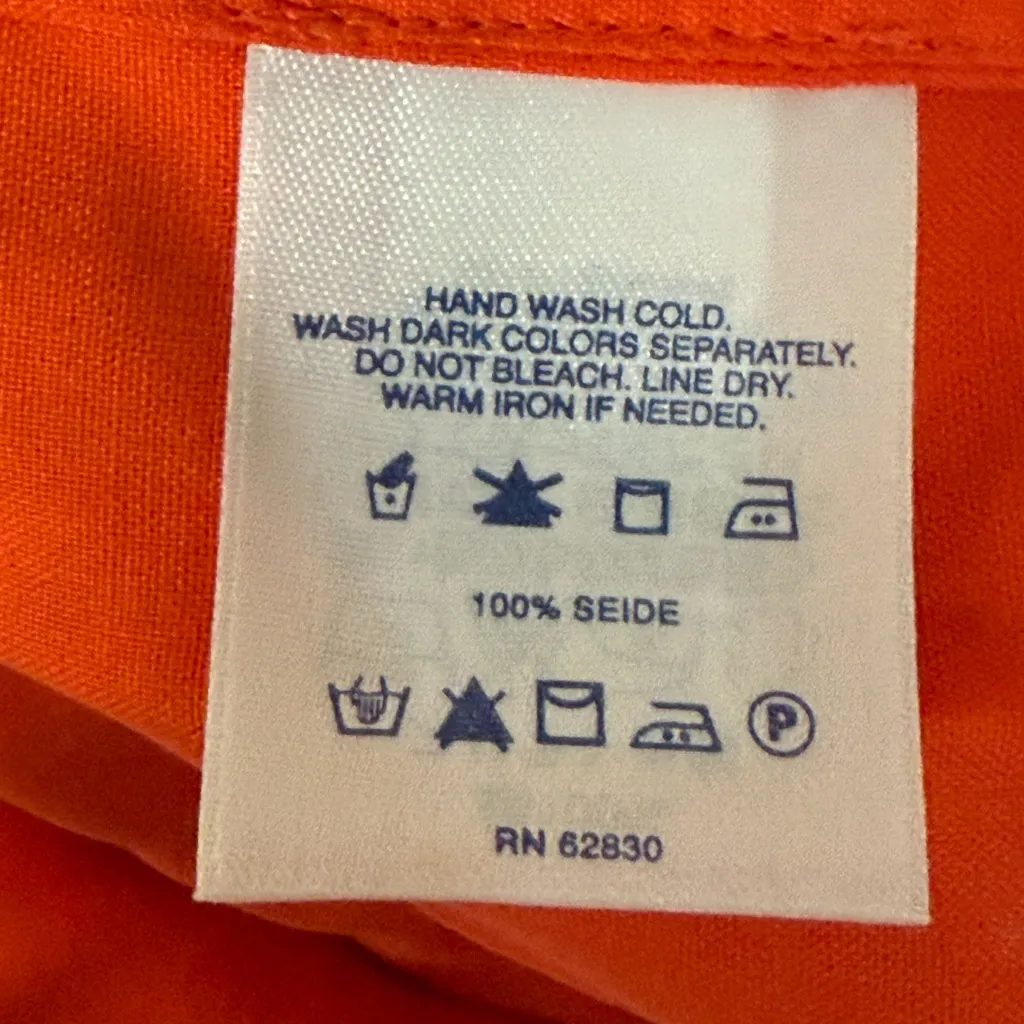 HAND WASH COLD.
WASH DARK COLORS SEPARATELY.
DO NOT BLEACH. LINE DRY.
WARM IRON IF NEEDED.
100% SEIDE
P
RN 62830